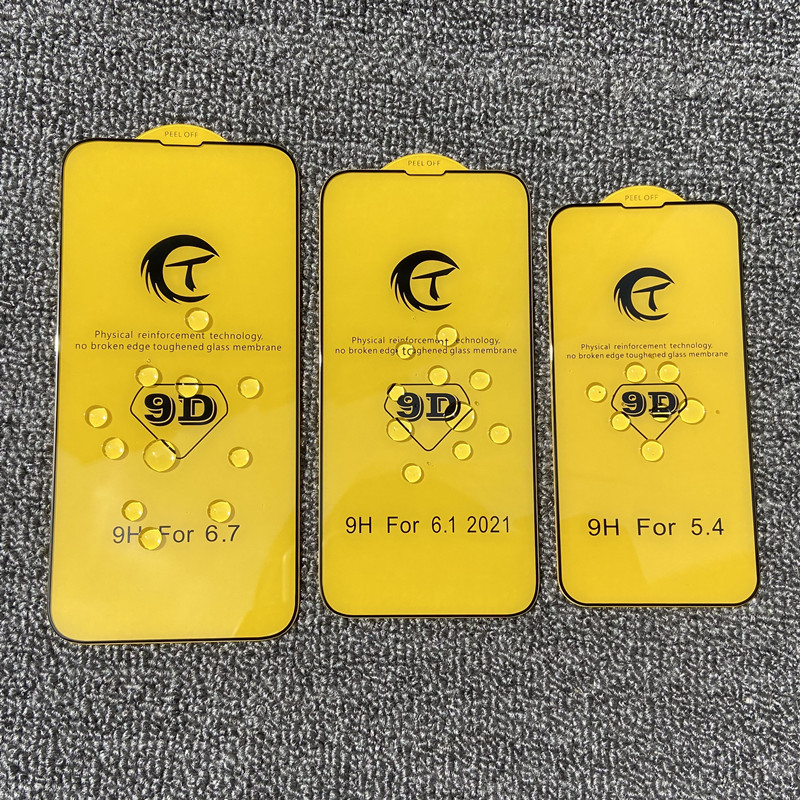 PEEL OFF
T
Physical reinforcement technology,
no broken edge toughened glass membrane
9D
9H For 6.7
PEEL OFF
T
Physical reinforcement technology
no broken edge toughened glass membrane
9D
9H For 6.1 2021
PEEL OFF
T
Physical reinforcement technology.
no broken edge toughened glass membrane
9D
9H For 5.4